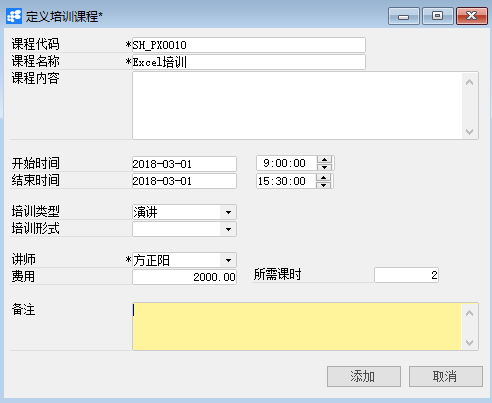 定义培训课程*
课程代码 *SH_PX0010
课程名称 *Excel培训
课程内容
开始时间 2018-03-01 9:00:00
结束时间 2018-03-01 15:30:00
培训类型 演讲
培训形式
讲师 *方正阳
费用 2000.00 所需课时 2
备注
添加 取消